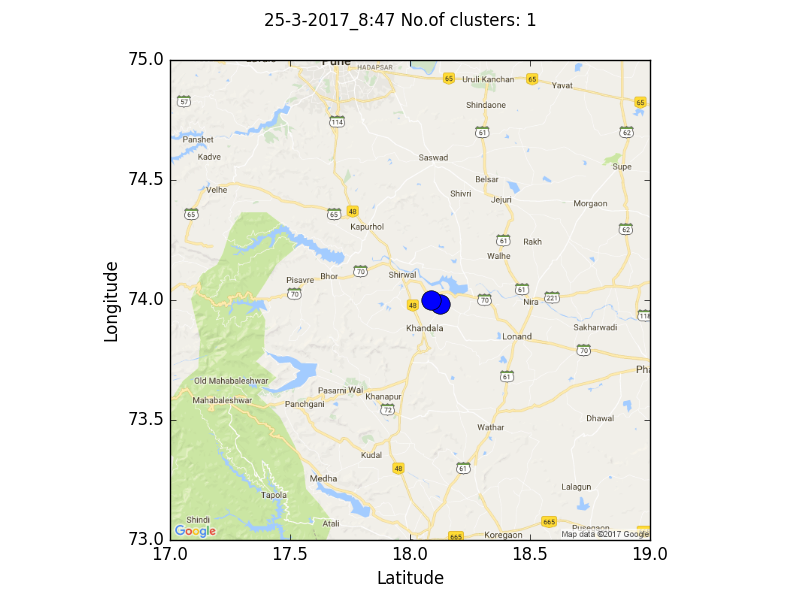 25-3-2017_8:47 No.of clusters: 1
75.0
74.5
74.0
73.5
73.0
Longitude
Pune
HADAPSAR
65
Uruli Kanchan
65
Yavat
57
65
Shindaone
114
61
62
Panshet
Kadve
Saswad
Supe
Belsar
Velhe
Shivri
Jejuri
Morgaon
65
65
48
Kapurhol
62
61
Rakh
Walhe
Pisavre
Bhor
70
Shirwal
70
61
48
70
Nira
221
118
Khandala
Lonand
Sakharwadi
70
Pha
Old Mahabaleshwar
61
Mahabaleshwar
Pasarni
Wai
Khanapur
Panchgani
72
Dhawal
Wathar
Kudal
48
61
Medha
Tapola
Lalagun
Shindi
Atali
665
665
Koregaon
Pusegaon
Google
Map data ©2017 Google
17.0
17.5
18.0
18.5
19.0
Latitude